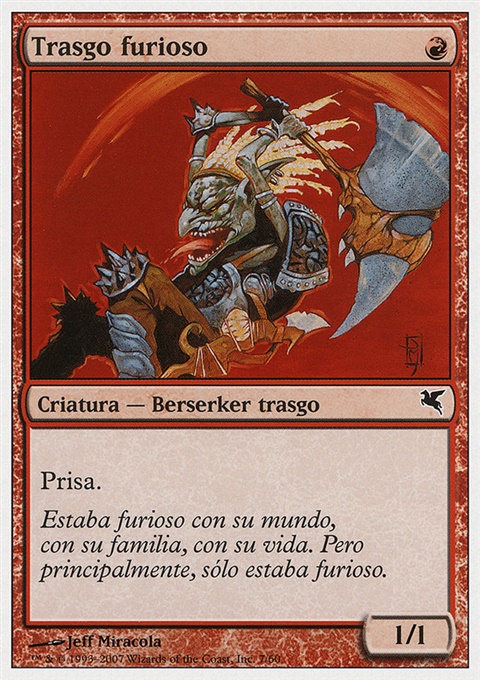 Trasgo furioso
Criatura — Berserker trasgo
Prisa.
Estaba furioso con su mundo,
con su familia, con su vida. Pero
principalmente, sólo estaba furioso.
1/1
Jeff Miracola
™ & © 1993-2007 Wizards of the Coast, Inc. 7/60